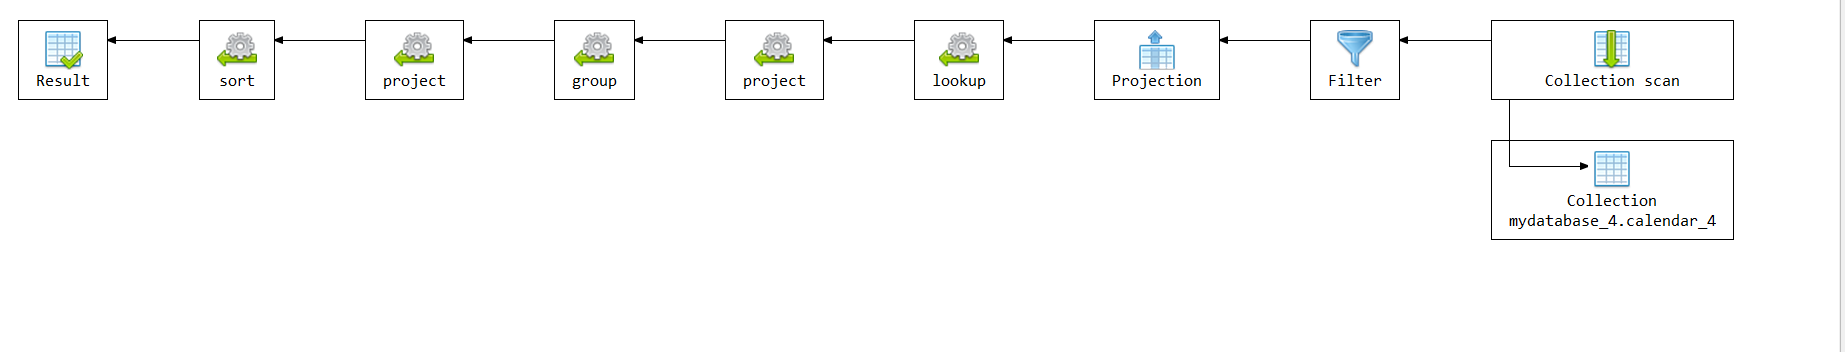 Result
sort
project
group
project
lookup
Projection
Filter
Collection scan
Collection
mydatabase_4.calendar_4